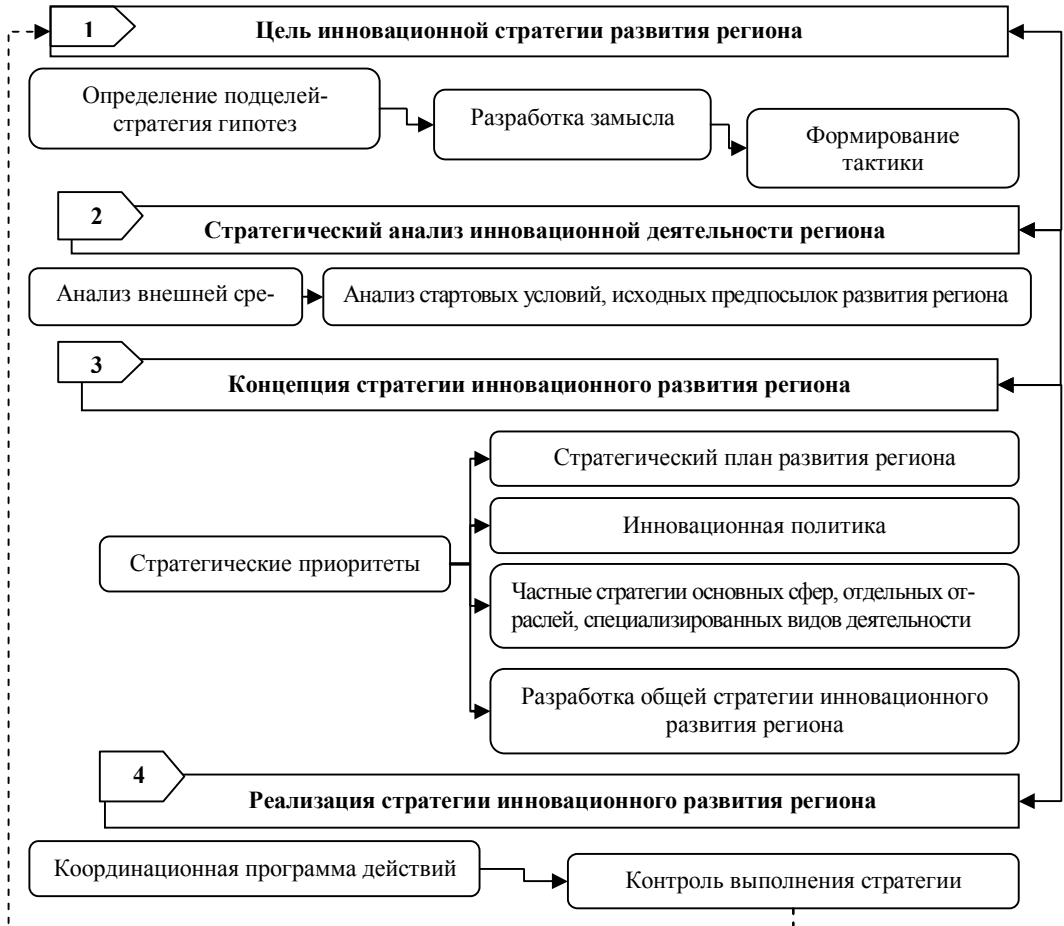 1
Цель инновационной стратегии развития региона
Определение подцелей-
стратегия гипотез
Разработка замысла
Формирование
тактики
2
Стратегический анализ инновационной деятельности региона
Анализ внешней сре-
Анализ стартовых условий, исходных предпосылок развития региона
3
Концепция стратегии инновационного развития региона
Стратегические приоритеты
Стратегический план развития региона
Инновационная политика
Частные стратегии основных сфер, отдельных от-
раслей, специализированных видов деятельности
Разработка общей стратегии инновационного
развития региона
4
Реализация стратегии инновационного развития региона
Координационная программа действий
Контроль выполнения стратегии